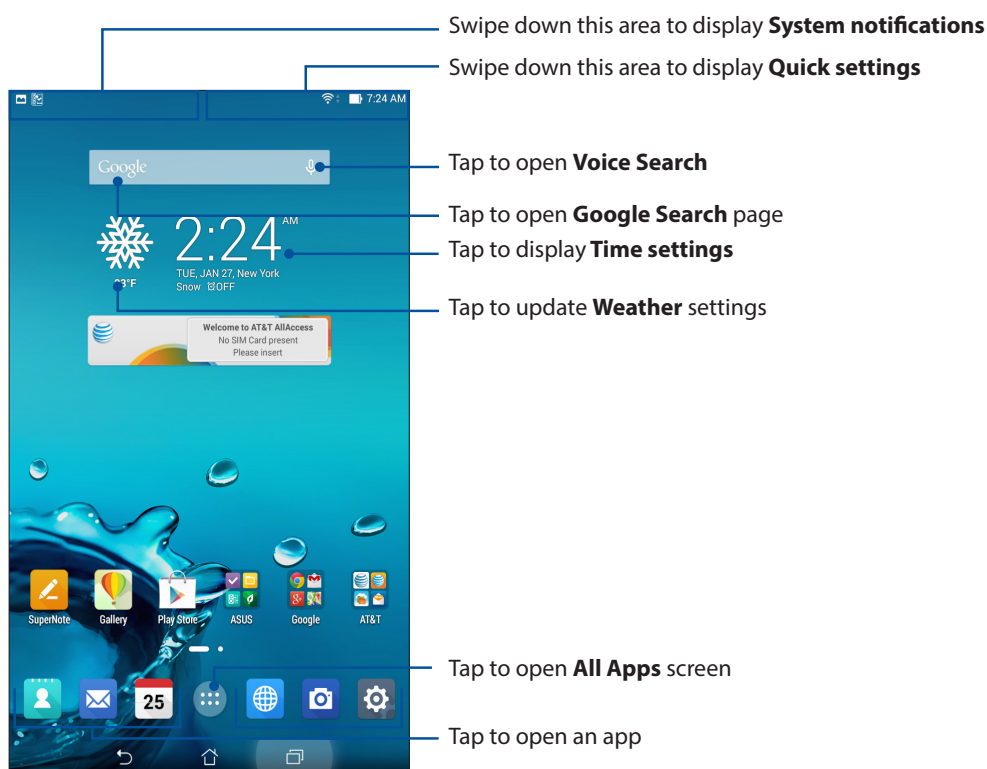 Swipe down this area to display System notifications
Swipe down this area to display Quick settings
7:24 AM
Google
Tap to open Voice Search
Tap to open Google Search page
2:24 AM
Tap to display Time settings
TUE, JAN 27, New York
Snow OFF
°F
Tap to update Weather settings
Welcome to AT&T AllAccess
No SIM Card present
Please insert
SuperNote
Gallery
Play Store
ASUS
Google
AT&T
Tap to open All Apps screen
25
Tap to open an app